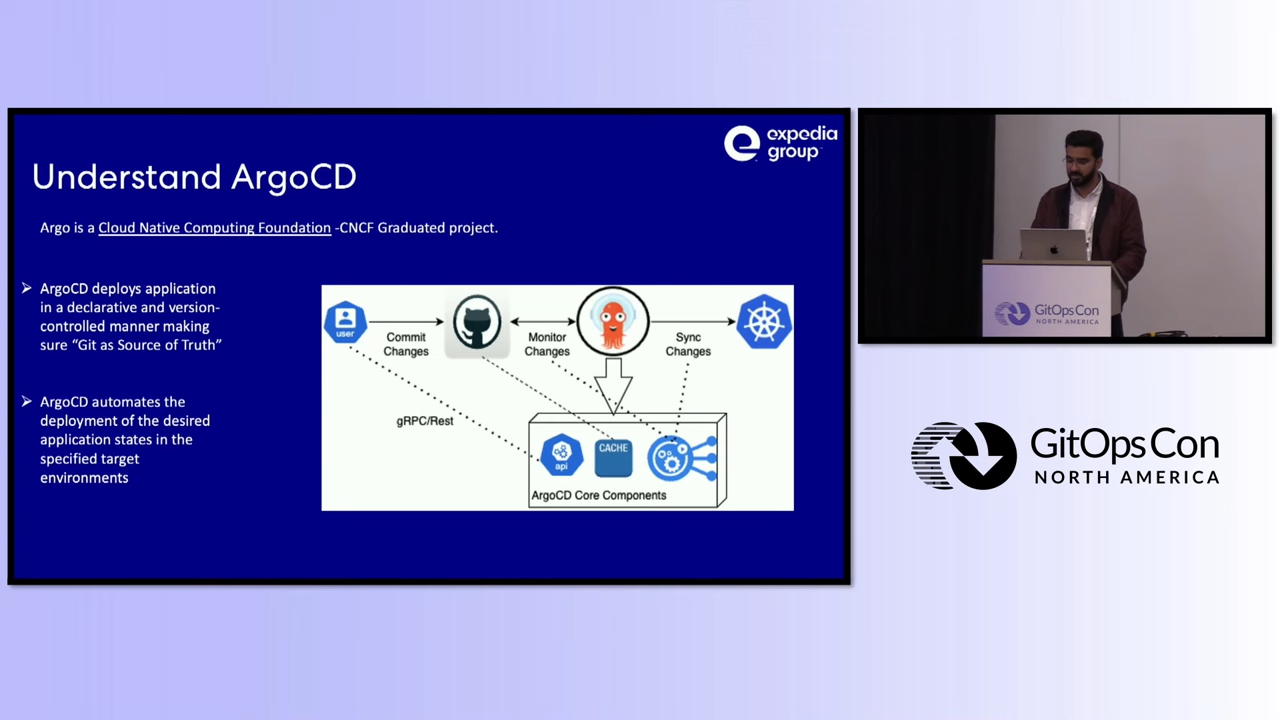 expedia
group
Understand ArgoCD
Argo is a Cloud Native Computing Foundation -CNCF Graduated project.
➢ ArgoCD deploys application
in a declarative and version-
controlled manner making
sure “Git as Source of Truth”
➢ ArgoCD automates the
deployment of the desired
application states in the
specified target
environments
user
Commit
Changes
Monitor
Changes
Sync
Changes
gRPC/Rest
api
CACHE
ArgoCD Core Components
GitOpsCon
NORTH AMERICA
GitOpsCon
NORTH AMERICA